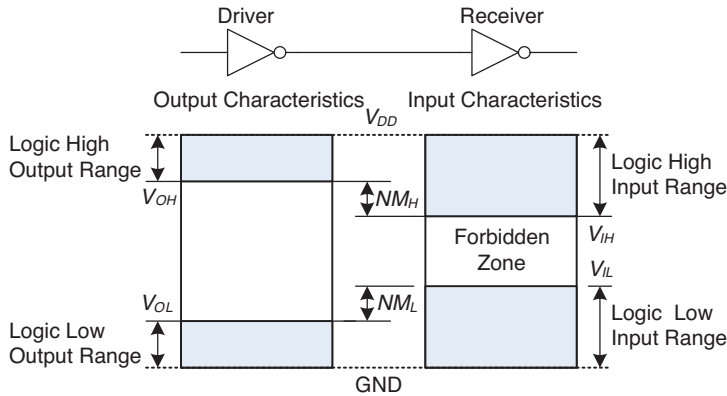 Driver
Receiver
Output Characteristics
Input Characteristics
VDD
Logic High
Output Range
VOH
NMH
Logic High
Input Range
Forbidden
Zone
VIH
VIL
VOL
NML
Logic Low
Output Range
Logic Low
Input Range
GND